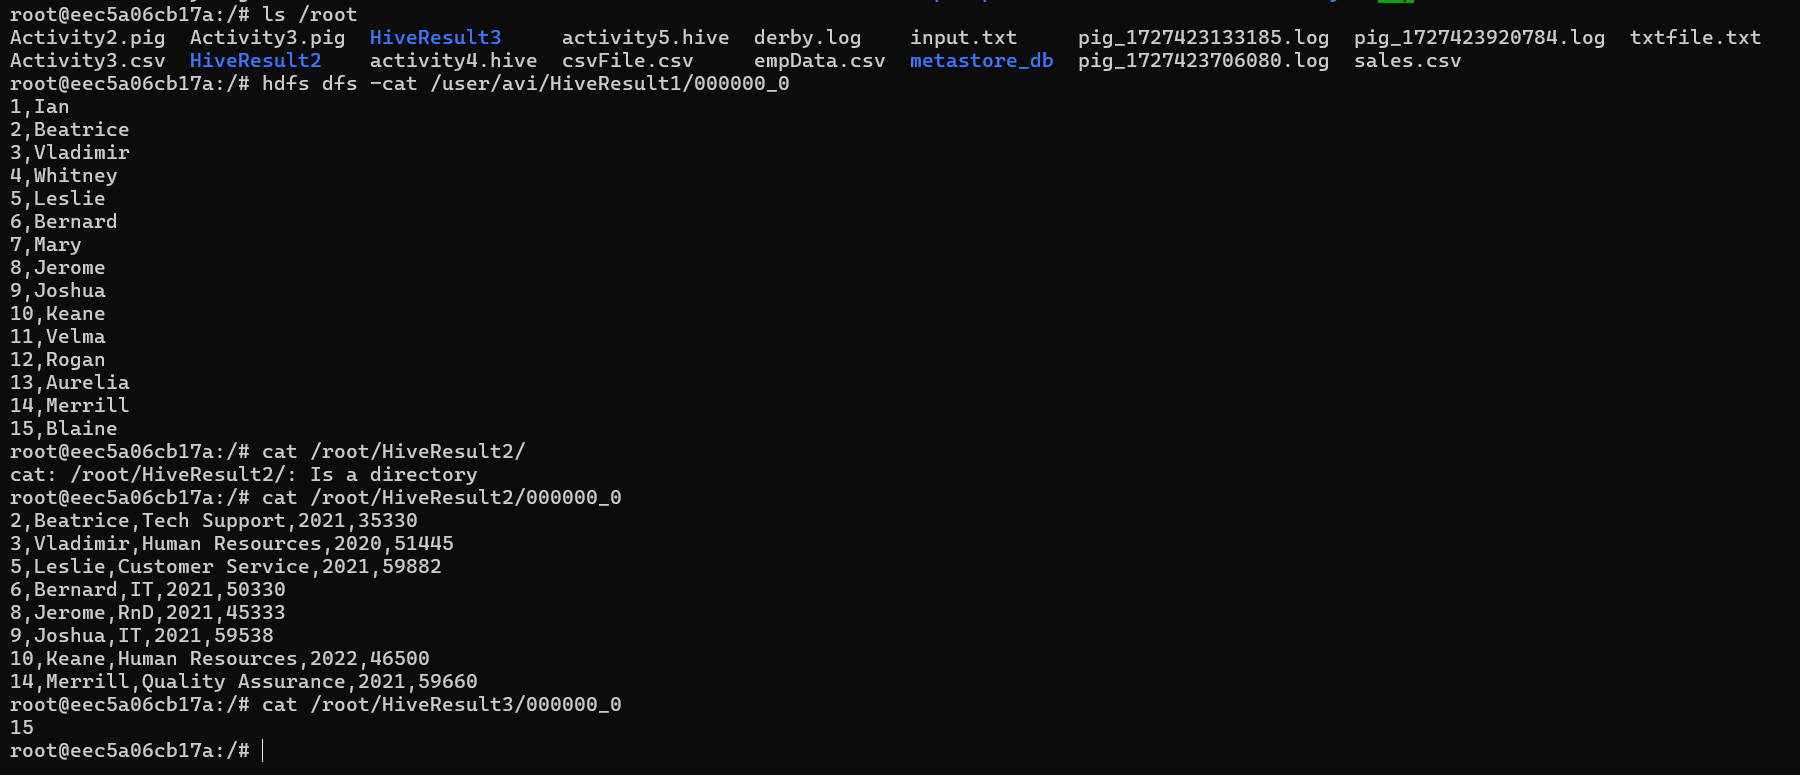 root@eec5a06cb17a:/# ls /root
Activity2.pig  Activity3.pig  HiveResult3     activity5.hive  derby.log    input.txt     pig_1727423133185.log  pig_1727423920784.log  txtfile.txt
Activity3.csv  HiveResult2    activity4.hive  csvFile.csv     empData.csv  metastore_db  pig_1727423706080.log  sales.csv
root@eec5a06cb17a:/# hdfs dfs -cat /user/avi/HiveResult1/000000_0
1,Ian
2,Beatrice
3,Vladimir
4,Whitney
5,Leslie
6,Bernard
7,Mary
8,Jerome
9,Joshua
10,Keane
11,Velma
12,Rogan
13,Aurelia
14,Merrill
15,Blaine
root@eec5a06cb17a:/# cat /root/HiveResult2/
cat: /root/HiveResult2/: Is a directory
root@eec5a06cb17a:/# cat /root/HiveResult2/000000_0
2,Beatrice,Tech Support,2021,35330
3,Vladimir,Human Resources,2020,51445
5,Leslie,Customer Service,2021,59882
6,Bernard,IT,2021,50330
8,Jerome,RnD,2021,45333
9,Joshua,IT,2021,59538
10,Keane,Human Resources,2022,46500
14,Merrill,Quality Assurance,2021,59660
root@eec5a06cb17a:/# cat /root/HiveResult3/000000_0
15
root@eec5a06cb17a:/#